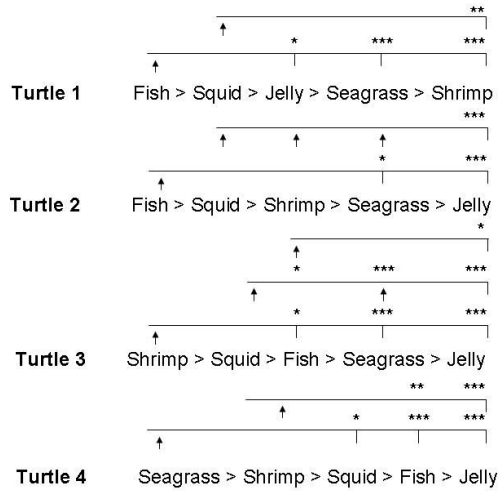 **
* *** ***
Turtle 1 Fish > Squid > Jelly > Seagrass > Shrimp
***
* ***
Turtle 2 Fish > Squid > Shrimp > Seagrass > Jelly
*
* *** ***
* *** ***
Turtle 3 Shrimp > Squid > Fish > Seagrass > Jelly
** ***
* *** ***
Turtle 4 Seagrass > Shrimp > Squid > Fish > Jelly